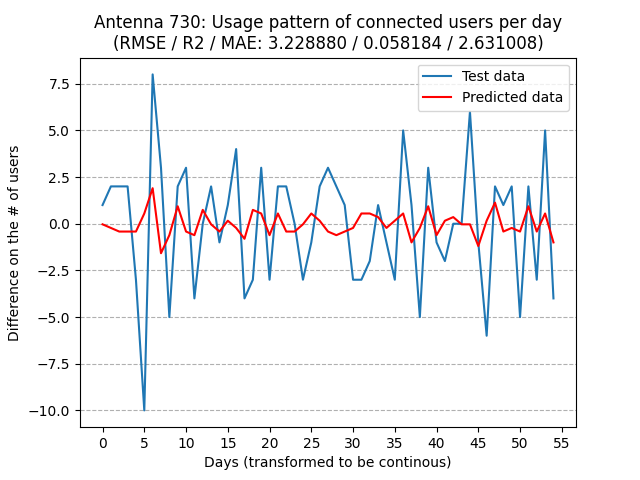 Antenna 730: Usage pattern of connected users per day
(RMSE / R2 / MAE: 3.228880 / 0.058184 / 2.631008)
Test data
Predicted data
Difference on the # of users
7.5
5.0
2.5
0.0
−2.5
−5.0
−7.5
−10.0
0 5 10 15 20 25 30 35 40 45 50 55
Days (transformed to be continous)